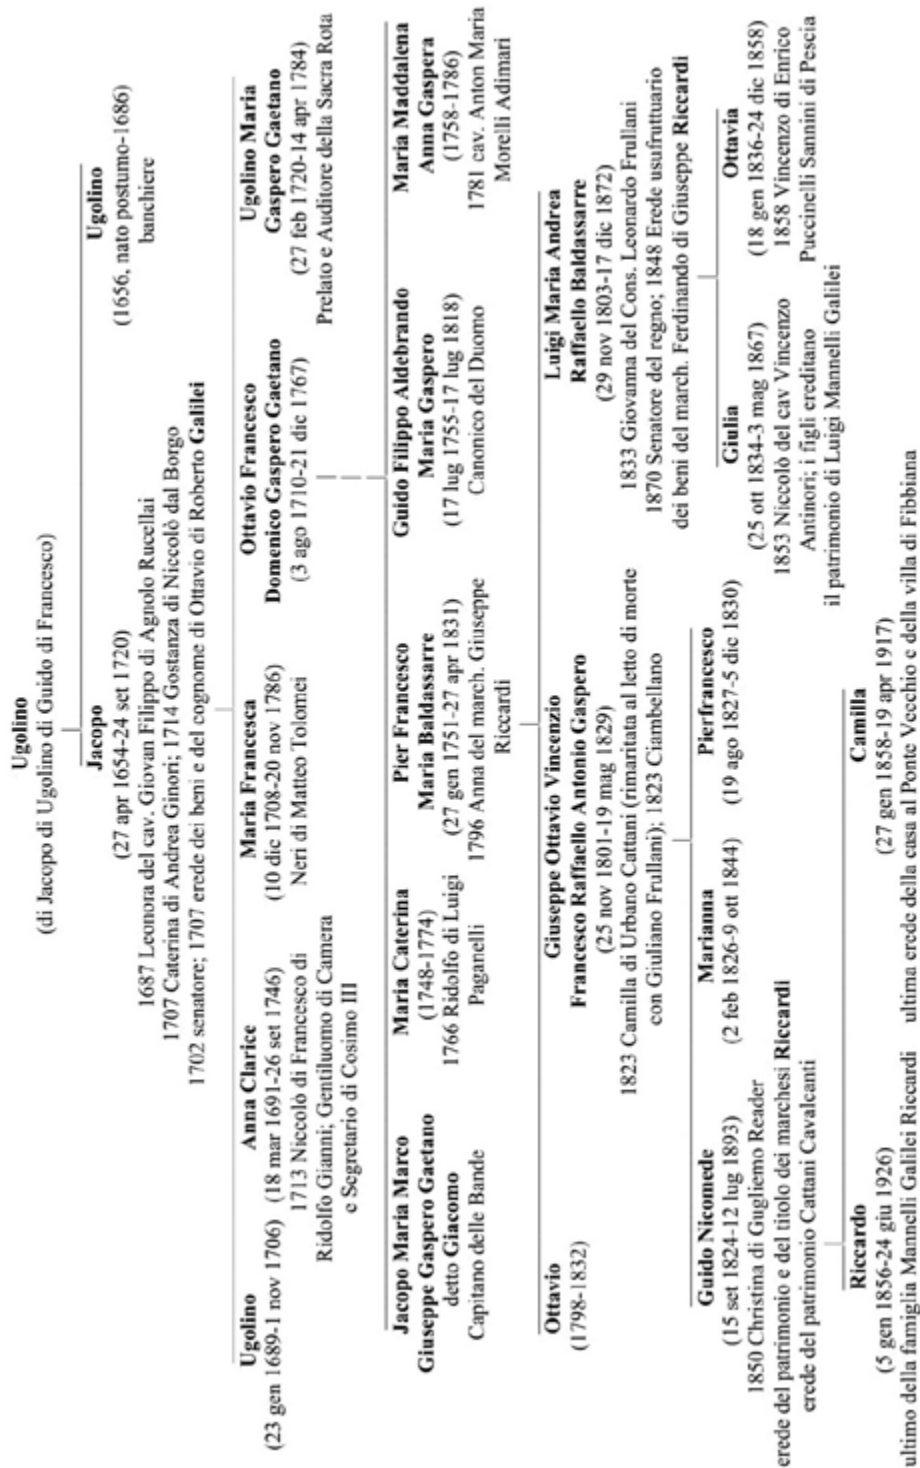 Ugolino
(di Jacopo di Ugolino di Guido di Francesco)
Jacopo
(27 apr 1654-24 set 1720)
1687 Leonora del cav. Giovan Filippo di Agnolo Rucellai
1707 Caterina di Andrea Ginori; 1714 Gostanza di Niccolò dal Borgo
1702 senatore; 1707 erede dei beni e del cognome di Ottavio di Roberto Galilei
Ugolino
(1656, nato postumo-1686)
banchiere
Ugolino
(23 gen 1689-1 nov 1706)
Anna Clarice
(18 mar 1691-26 set 1746)
1713 Niccolò di Francesco di
Ridolfo Gianni; Gentiluomo di Camera
e Segretario di Cosimo III
Maria Francesca
(10 dic 1708-20 nov 1786)
Neri di Matteo Tolomei
Ottavio Francesco
Domenico Gaspero Gaetano
(3 ago 1710-21 dic 1767)
Ugolino Maria
Gaspero Gaetano
(27 feb 1720-14 apr 1784)
Prelato e Auditore della Sacra Rota
Jacopo Maria Marco
Giuseppe Gaspero Gaetano
detto Giacomo
Capitano delle Bande
Maria Caterina
(1748-1774)
1766 Ridolfo di Luigi
Paganelli
Pier Francesco
Maria Baldassarre
(27 gen 1751-27 apr 1831)
1796 Anna del march. Giuseppe
Riccardi
Guido Filippo Aldebrando
Maria Gaspero
(17 lug 1755-17 lug 1818)
Canonico del Duomo
Maria Maddalena
Anna Gaspera
(1758-1786)
1781 cav. Anton Maria
Morelli Adimari
Ottavio
(1798-1832)
Giuseppe Ottavio Vincenzio
Francesco Raffaello Antonio Gaspero
(25 nov 1801-19 mag 1829)
1823 Camilla di Urbano Cattani (rimaritata al letto di morte
con Giuliano Frullani); 1823 Ciambellano
Luigi Maria Andrea
Raffaello Baldassarre
(29 nov 1803-17 dic 1872)
1833 Giovanna del Cons. Leonardo Frullani
1870 Senatore del regno; 1848 Erede usufruttuario
dei beni del march. Ferdinando di Giuseppe Riccardi
Guido Nicomede
(15 set 1824-12 lug 1893)
1850 Christina di Gugliemo Reader
erede del patrimonio e del titolo dei marchesi Riccardi
erede del patrimonio Cattani Cavalcanti
Marianna
(2 feb 1826-9 ott 1844)
Pierfrancesco
(19 ago 1827-5 dic 1830)
Giulia
(25 ott 1834-3 mag 1867)
1853 Niccolò del cav Vincenzo
Antinori; i figli ereditano
il patrimonio di Luigi Mannelli Galilei
Ottavia
(18 gen 1836-24 dic 1858)
1858 Vincenzo di Enrico
Puccinelli Sannini di Pescia
Riccardo
(5 gen 1856-24 giu 1926)
ultimo della famiglia Mannelli Galilei Riccardi
Camilla
(27 gen 1858-19 apr 1917)
ultima erede della casa al Ponte Vecchio e della villa di Fibbiana